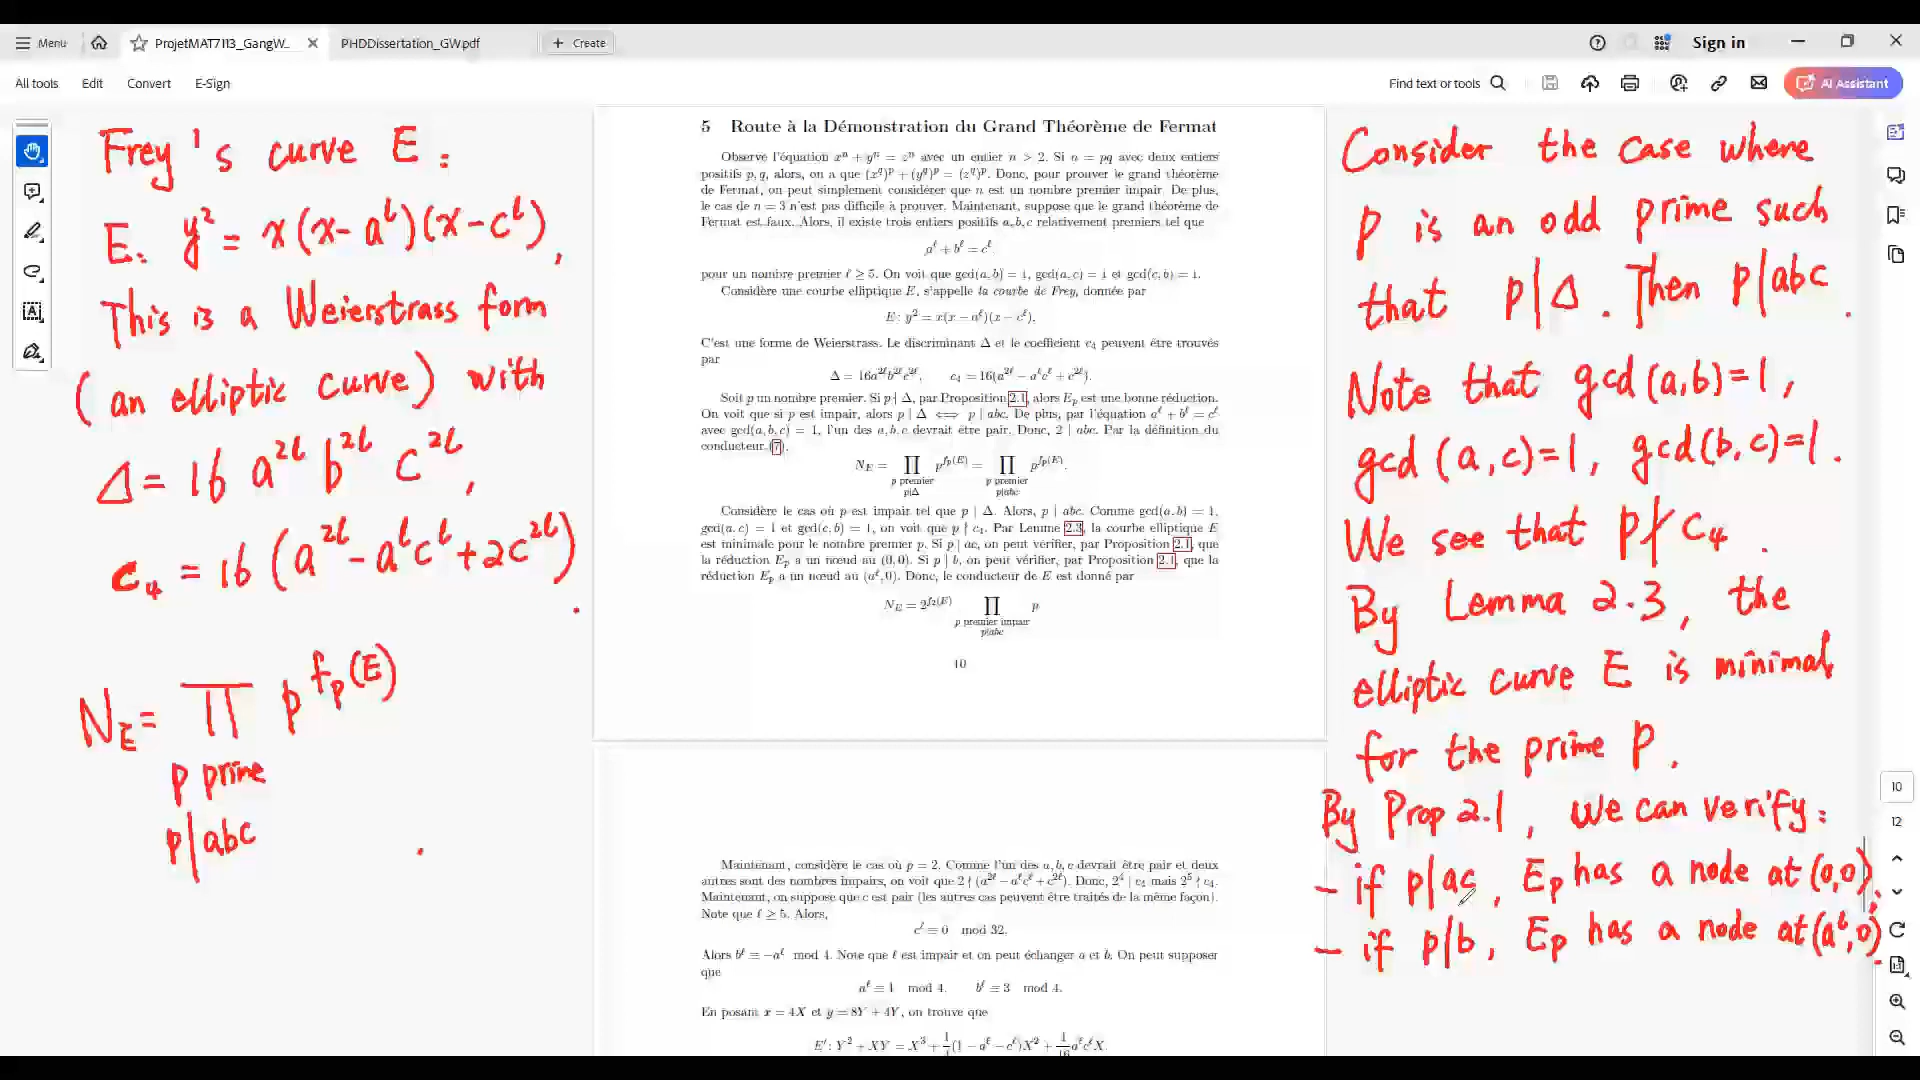 Menu
ProjetMAT7113_GangW...
PHDDissertation_GW.pdf
+ Create
Sign in
All tools Edit Convert E-Sign
Find text or tools
AI Assistant
Frey's curve E:
E: y² = x(x - a^ℓ)(x - c^ℓ),
This is a Weierstrass form
(an elliptic curve) with
Δ = 16 a^{2ℓ} b^{2ℓ} c^{2ℓ},
c₄ = 16 (a^{2ℓ} - a^ℓ c^ℓ + 2c^{2ℓ}).
N_E = ∏ p^{f_p(E)}
p prime
p|abc
.
5 Route à la Démonstration du Grand Théorème de Fermat
Observe l'équation xⁿ + yⁿ = zⁿ avec un entier n > 2. Si n = pq avec deux entiers
positifs p, q, alors, on a que (x^q)^p + (y^q)^p = (z^q)^p. Donc, pour prouver le grand théorème
de Fermat, on peut simplement considérer que n est un nombre premier impair. De plus,
le cas de n = 3 n'est pas difficile à prouver. Maintenant, suppose que le grand théorème de
Fermat est faux. Alors, il existe trois entiers positifs a, b, c relativement premiers tel que
a^ℓ + b^ℓ = c^ℓ.
pour un nombre premier ℓ ≥ 5. On voit que gcd(a, b) = 1, gcd(a, c) = 1 et gcd(c, b) = 1.
Considère une courbe elliptique E, s'appelle la courbe de Frey, donnée par
E: y² = x(x − a^ℓ)(x − c^ℓ),
C'est une forme de Weierstrass. Le discriminant Δ et le coefficient c₄ peuvent être trouvés
par
Δ = 16a^{2ℓ}b^{2ℓ}c^{2ℓ}, c₄ = 16(a^{2ℓ} − a^ℓc^ℓ + c^{2ℓ}).
Soit p un nombre premier. Si p ∤ Δ, par Proposition 2.1, alors E_p est une bonne réduction.
On voit que si p est impair, alors p | Δ ⟺ p | abc. De plus, par l'équation a^ℓ + b^ℓ = c^ℓ
avec gcd(a, b, c) = 1, l'un des a, b, c devrait être pair. Donc, 2 | abc. Par la définition du
conducteur (7),
N_E = ∏ p^{f_p(E)} = ∏ p^{f_p(E)}.
p premier p premier
p|Δ p|abc
Considère le cas où p est impair tel que p | Δ. Alors, p | abc. Comme gcd(a, b) = 1,
gcd(a, c) = 1 et gcd(c, b) = 1, on voit que p ∤ c₄. Par Lemme 2.3, la courbe elliptique E
est minimale pour le nombre premier p. Si p | ac, on peut vérifier, par Proposition 2.1, que
la réduction E_p a un nœud au (0, 0). Si p | b, on peut vérifier, par Proposition 2.1, que la
réduction E_p a un nœud au (a^ℓ, 0). Donc, le conducteur de E est donné par
N_E = 2^{f₂(E)} ∏ p
p premier impair
p|abc
10
Maintenant, considère le cas où p = 2. Comme l'un des a, b, c devrait être pair et deux
autres sont des nombres impairs, on voit que 2 ∤ (a^{2ℓ} − a^ℓc^ℓ + c^{2ℓ}). Donc, 2⁴ | c₄ mais 2⁵ ∤ c₄.
Maintenant, on suppose que c est pair (les autres cas peuvent être traités de la même façon).
Note que ℓ ≥ 5. Alors,
c^ℓ ≡ 0 mod 32.
Alors b^ℓ ≡ −a^ℓ mod 4. Note que ℓ est impair et on peut échanger a et b. On peut supposer
que
a^ℓ ≡ 1 mod 4, b^ℓ ≡ 3 mod 4.
En posant x = 4X et y = 8Y + 4Y, on trouve que
E′: Y² + XY = X³ + 1/4(1 − a^ℓ − c^ℓ)X² + 1/16 a^ℓc^ℓX.
Consider the case where
p is an odd prime such
that p|Δ. Then p|abc.
Note that gcd(a,b)=1,
gcd(a,c)=1, gcd(b,c)=1.
We see that p∤c₄.
By Lemma 2.3, the
elliptic curve E is minimal
for the prime p.
By Prop 2.1, we can verify:
- if p|ac, E_p has a node at (0,0);
- if p|b, E_p has a node at (a^ℓ,0).
10
12